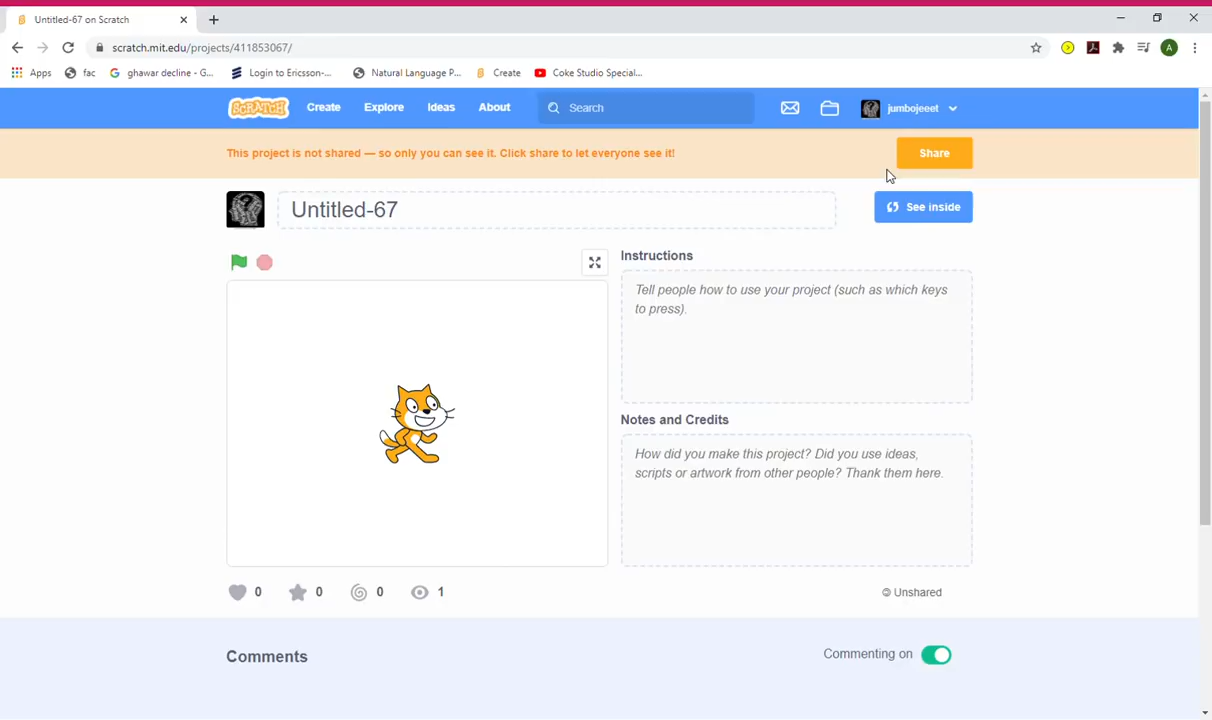 Untitled-67 on Scratch
scratch.mit.edu/projects/411853067/
A
Apps fac ghawar decline - G... Login to Ericsson-... Natural Language P... Create Coke Studio Special...
SCRATCH Create Explore Ideas About Search jumbojeeet
This project is not shared — so only you can see it. Click share to let everyone see it! Share
Untitled-67 See inside
Instructions
Tell people how to use your project (such as which keys
to press).
Notes and Credits
How did you make this project? Did you use ideas,
scripts or artwork from other people? Thank them here.
0 0 0 1 Unshared
Comments Commenting on